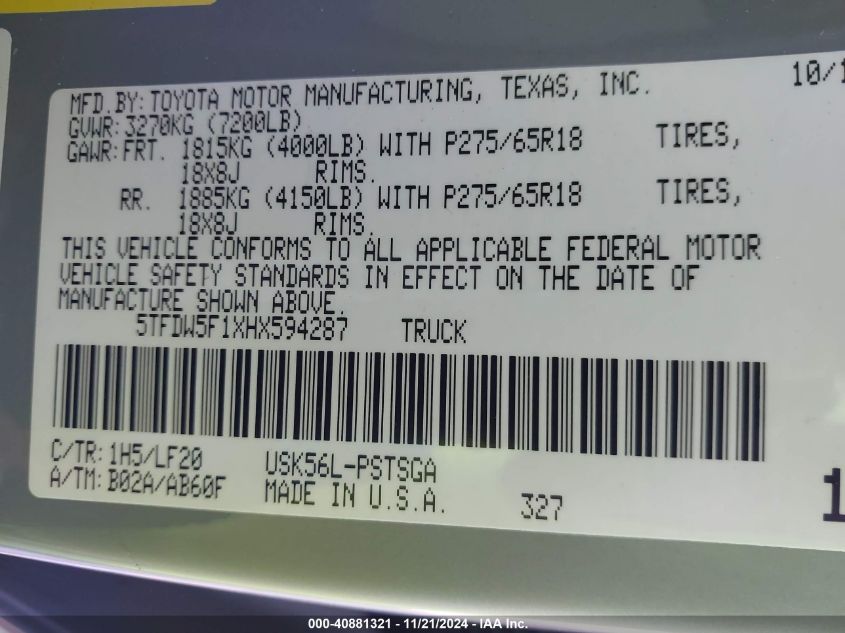 MFD.BY: TOYOTA MOTOR MANUFACTURING, TEXAS, INC. 10/1
GVWR: 3270KG (7200LB)
GAWR: FRT. 1815KG (4000LB) WITH P275/65R18 TIRES,
18X8J RIMS.
RR. 1885KG (4150LB) WITH P275/65R18 TIRES,
18X8J RIMS.
THIS VEHICLE CONFORMS TO ALL APPLICABLE FEDERAL MOTOR
VEHICLE SAFETY STANDARDS IN EFFECT ON THE DATE OF
MANUFACTURE SHOWN ABOVE.
5TFDW5F1XHX594287 TRUCK
C/TR: 1H5/LF20 USK56L-PSTSGA
A/TM: B02A/AB60F MADE IN U.S.A. 327
1
000-40881321 - 11/21/2024 - IAA Inc.